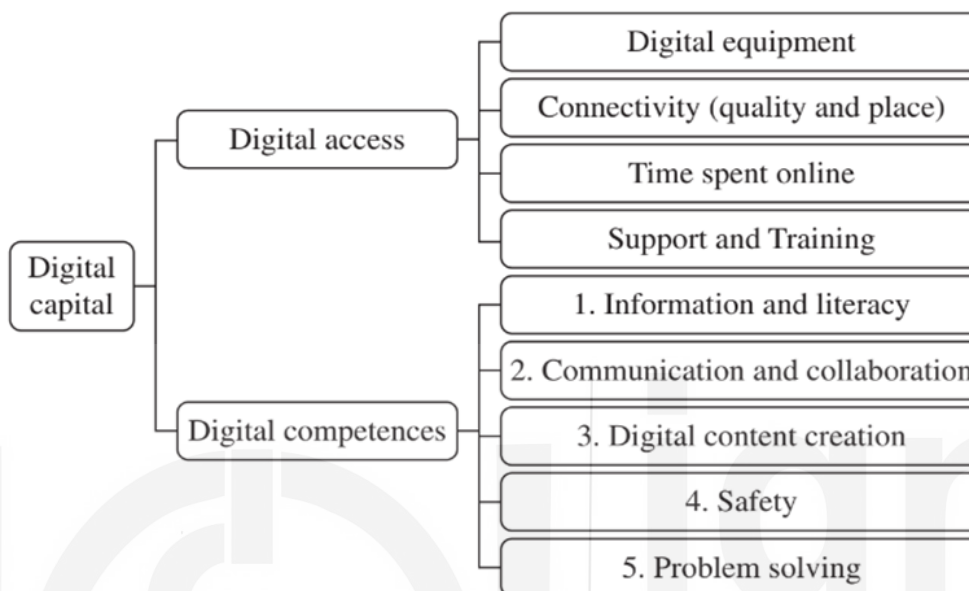 Digital
capital
Digital access
Digital equipment
Connectivity (quality and place)
Time spent online
Support and Training
Digital competences
1. Information and literacy
2. Communication and collaboration
3. Digital content creation
4. Safety
5. Problem solving